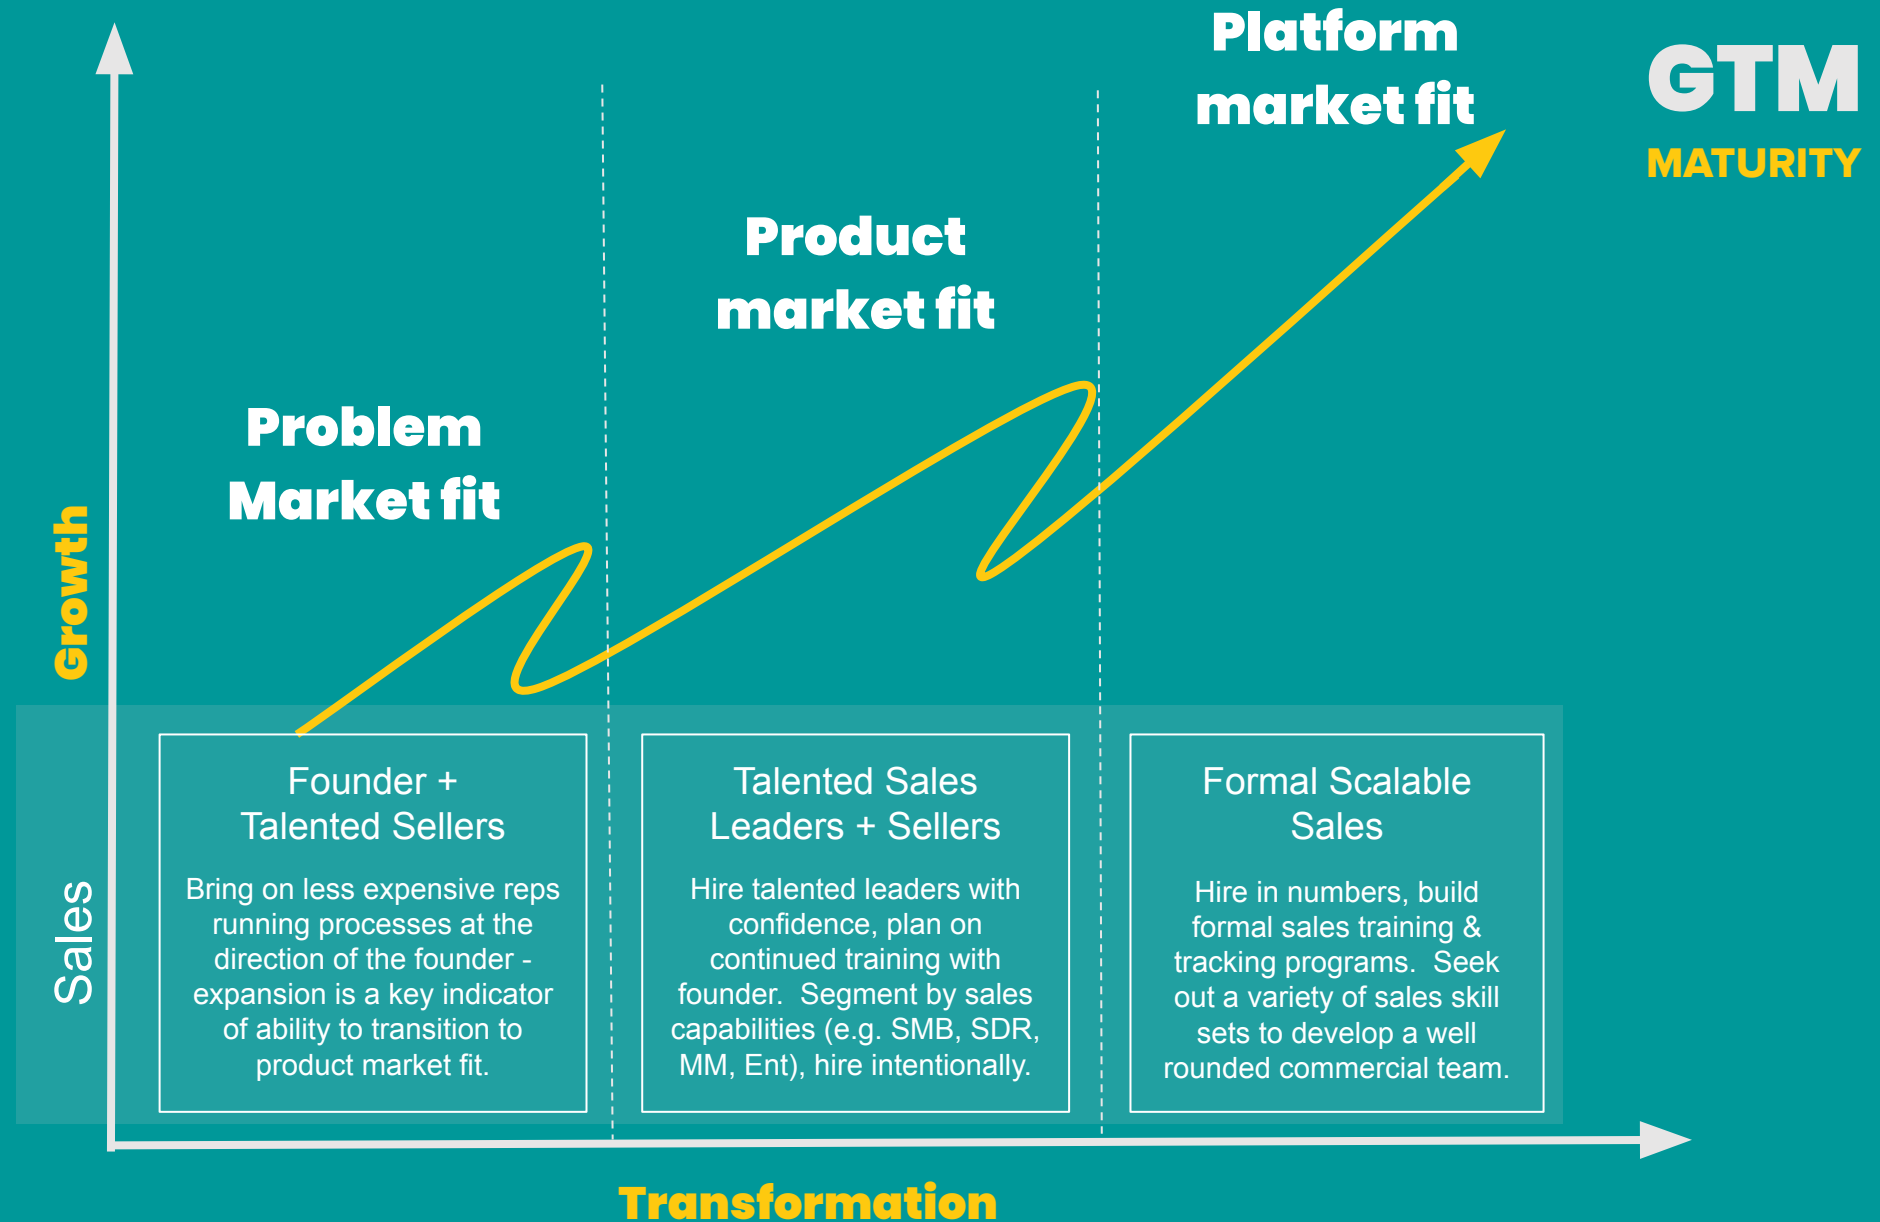 Platform
market fit
GTM
MATURITY
Product
market fit
Problem
Market fit
Growth
Sales
Founder +
Talented Sellers
Bring on less expensive reps
running processes at the
direction of the founder -
expansion is a key indicator
of ability to transition to
product market fit.
Talented Sales
Leaders + Sellers
Hire talented leaders with
confidence, plan on
continued training with
founder.  Segment by sales
capabilities (e.g. SMB, SDR,
MM, Ent), hire intentionally.
Formal Scalable
Sales
Hire in numbers, build
formal sales training &
tracking programs.  Seek
out a variety of sales skill
sets to develop a well
rounded commercial team.
Transformation